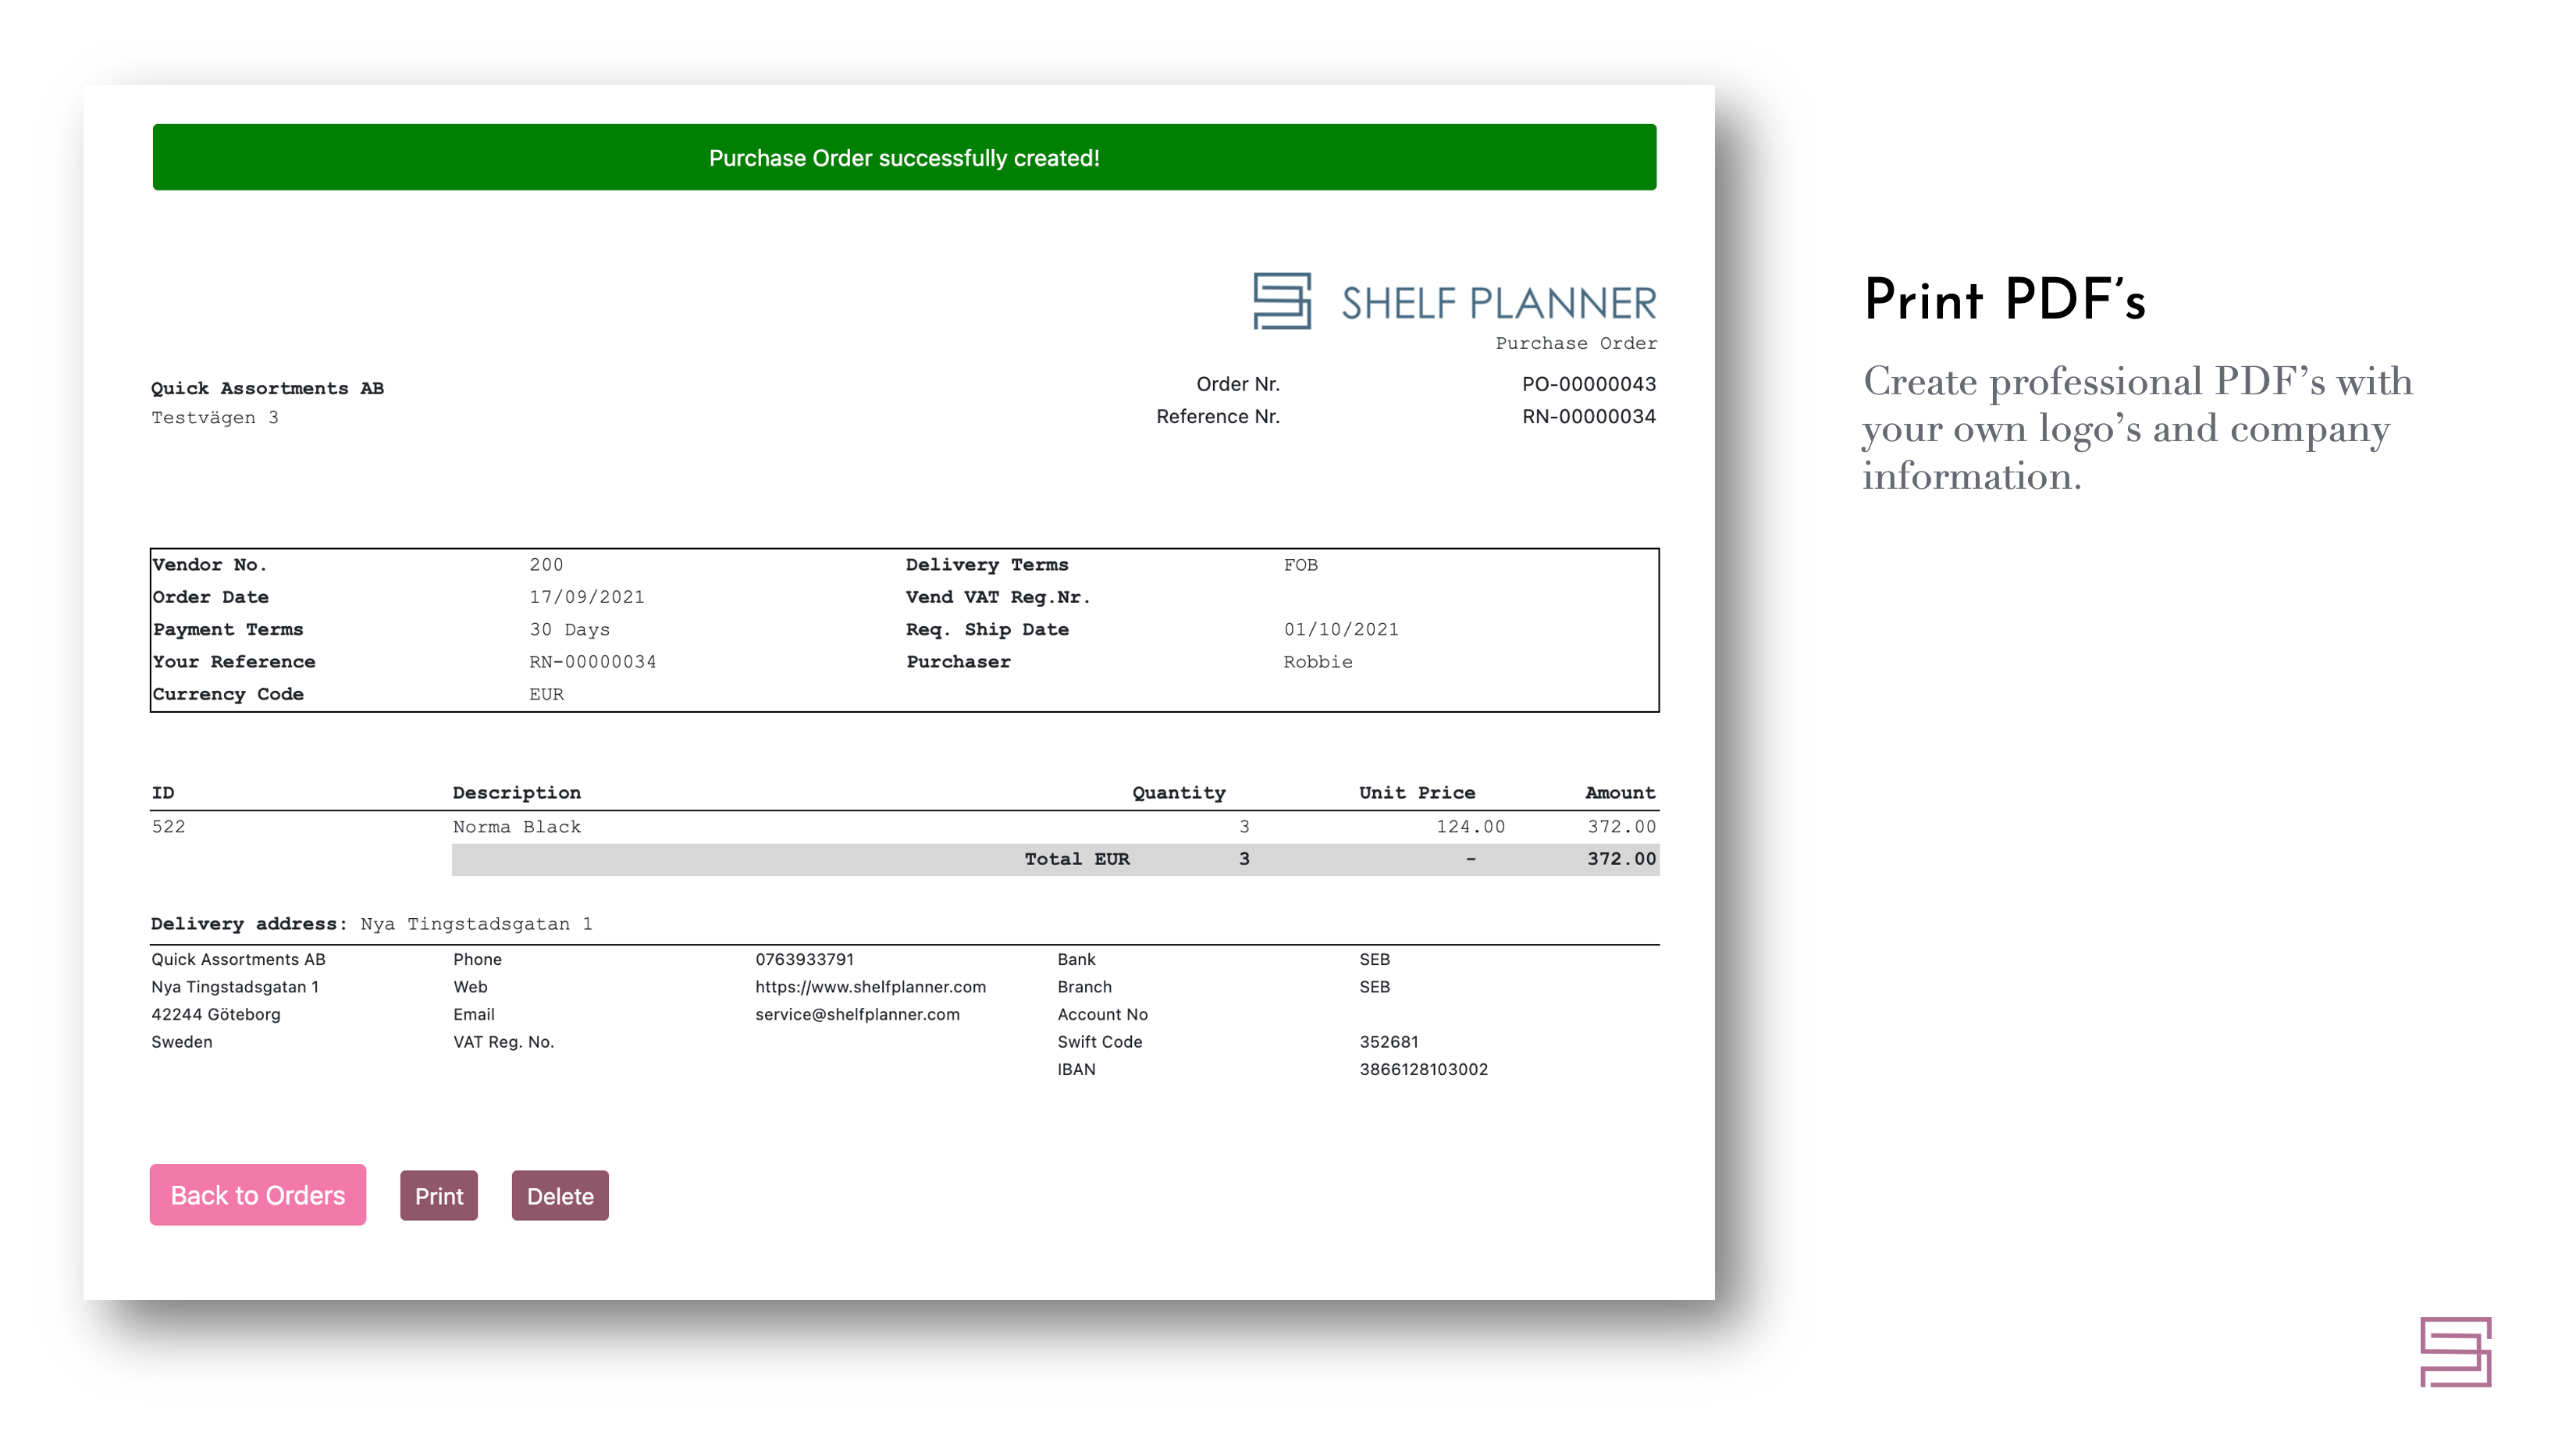 Purchase Order successfully created!
SHELF PLANNER
Purchase Order
Quick Assortments AB
Testvägen 3
Order Nr. PO-00000043
Reference Nr. RN-00000034
Vendor No. 200 Delivery Terms FOB
Order Date 17/09/2021 Vend VAT Reg.Nr.
Payment Terms 30 Days Req. Ship Date 01/10/2021
Your Reference RN-00000034 Purchaser Robbie
Currency Code EUR
ID Description Quantity Unit Price Amount
522 Norma Black 3 124.00 372.00
Total EUR 3 - 372.00
Delivery address: Nya Tingstadsgatan 1
Quick Assortments AB Phone 0763933791 Bank SEB
Nya Tingstadsgatan 1 Web https://www.shelfplanner.com Branch SEB
42244 Göteborg Email service@shelfplanner.com Account No
Sweden VAT Reg. No. Swift Code 352681
IBAN 3866128103002
Back to Orders Print Delete
Print PDF’s
Create professional PDF’s with
your own logo’s and company
information.